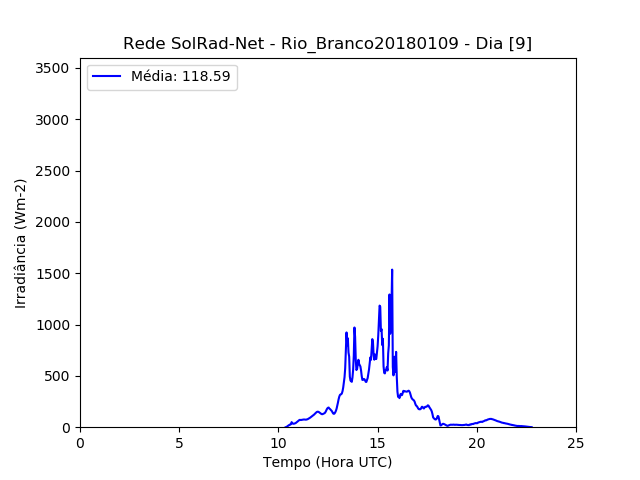 Rede SolRad-Net - Rio_Branco20180109 - Dia [9]
Média: 118.59
3500
3000
2500
2000
1500
1000
500
0
Irradiância (Wm-2)
0 5 10 15 20 25
Tempo (Hora UTC)